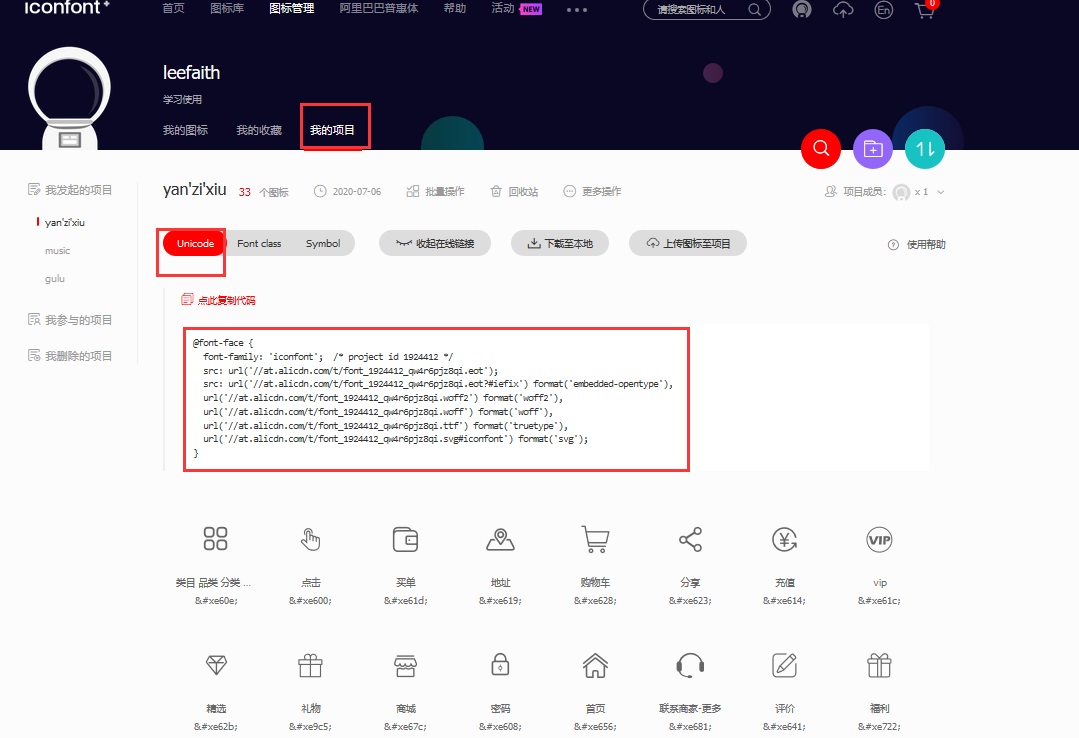 iconfont+
首页 图标库 图标管理 阿里巴巴普惠体 帮助 活动 NEW
请搜索图标和人 En 0
leefaith
学习使用
我的图标 我的收藏 我的项目
我发起的项目
yan'zi'xiu
music
gulu
我参与的项目
我删除的项目
yan'zi'xiu 33 个图标 2020-07-06 批量操作 回收站 更多操作 项目成员: x 1
Unicode Font class Symbol 收起在线链接 下载至本地 上传图标至项目 使用帮助
点此复制代码
@font-face {
font-family: 'iconfont'; /* project id 1924412 */
src: url('//at.alicdn.com/t/font_1924412_qw4r6pjz8qi.eot');
src: url('//at.alicdn.com/t/font_1924412_qw4r6pjz8qi.eot?#iefix') format('embedded-opentype'),
url('//at.alicdn.com/t/font_1924412_qw4r6pjz8qi.woff2') format('woff2'),
url('//at.alicdn.com/t/font_1924412_qw4r6pjz8qi.woff') format('woff'),
url('//at.alicdn.com/t/font_1924412_qw4r6pjz8qi.ttf') format('truetype'),
url('//at.alicdn.com/t/font_1924412_qw4r6pjz8qi.svg#iconfont') format('svg');
}
VIP
类目 品类 分类 ... 点击 买单 地址 购物车 分享 充值 vip
&#xe60e; &#xe600; &#xe61d; &#xe619; &#xe628; &#xe623; &#xe614; &#xe61c;
精选 礼物 商城 密码 首页 联系商家-更多 评价 福利
&#xe62b; &#xe9c5; &#xe67c; &#xe608; &#xe656; &#xe681; &#xe641; &#xe722;